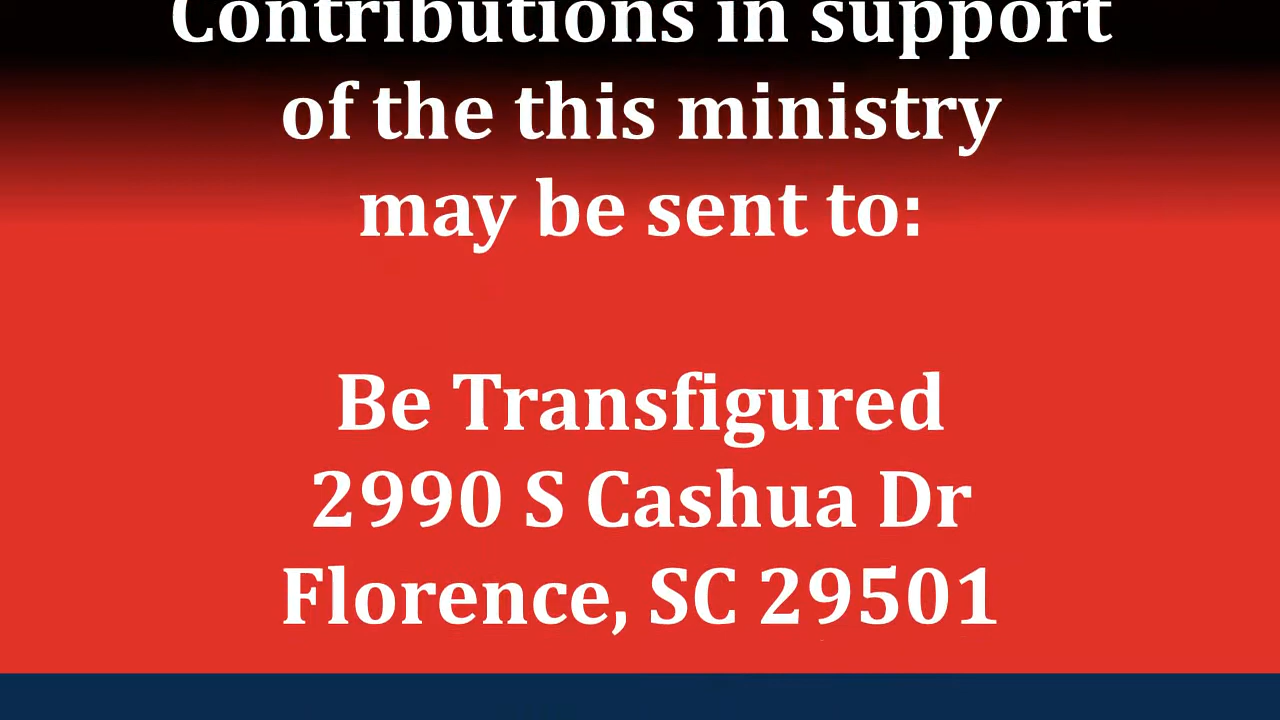 Contributions in support
of the this ministry
may be sent to:
Be Transfigured
2990 S Cashua Dr
Florence, SC 29501